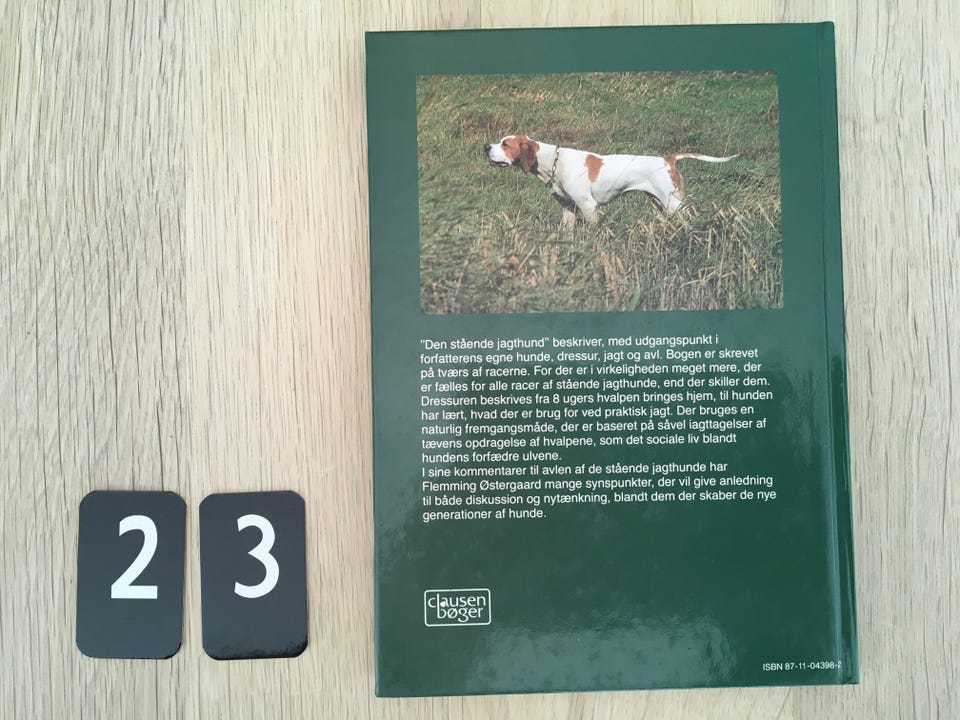 "Den stående jagthund" beskriver, med udgangspunkt i
forfatterens egne hunde, dressur, jagt og avl. Bogen er skrevet
på tværs af racerne. For der er i virkeligheden meget mere, der
er fælles for alle racer af stående jagthunde, end der skiller dem.
Dressuren beskrives fra 8 ugers hvalpen bringes hjem, til hunden
har lært, hvad der er brug for ved praktisk jagt. Der bruges en
naturlig fremgangsmåde, der er baseret på såvel iagttagelser af
tævens opdragelse af hvalpene, som det sociale liv blandt
hundens forfædre ulvene.
I sine kommentarer til avlen af de stående jagthunde har
Flemming Østergaard mange synspunkter, der vil give anledning
til både diskussion og nytænkning, blandt dem der skaber de nye
generationer af hunde.
clausen
bøger
ISBN 87-11-04398-2
2 3